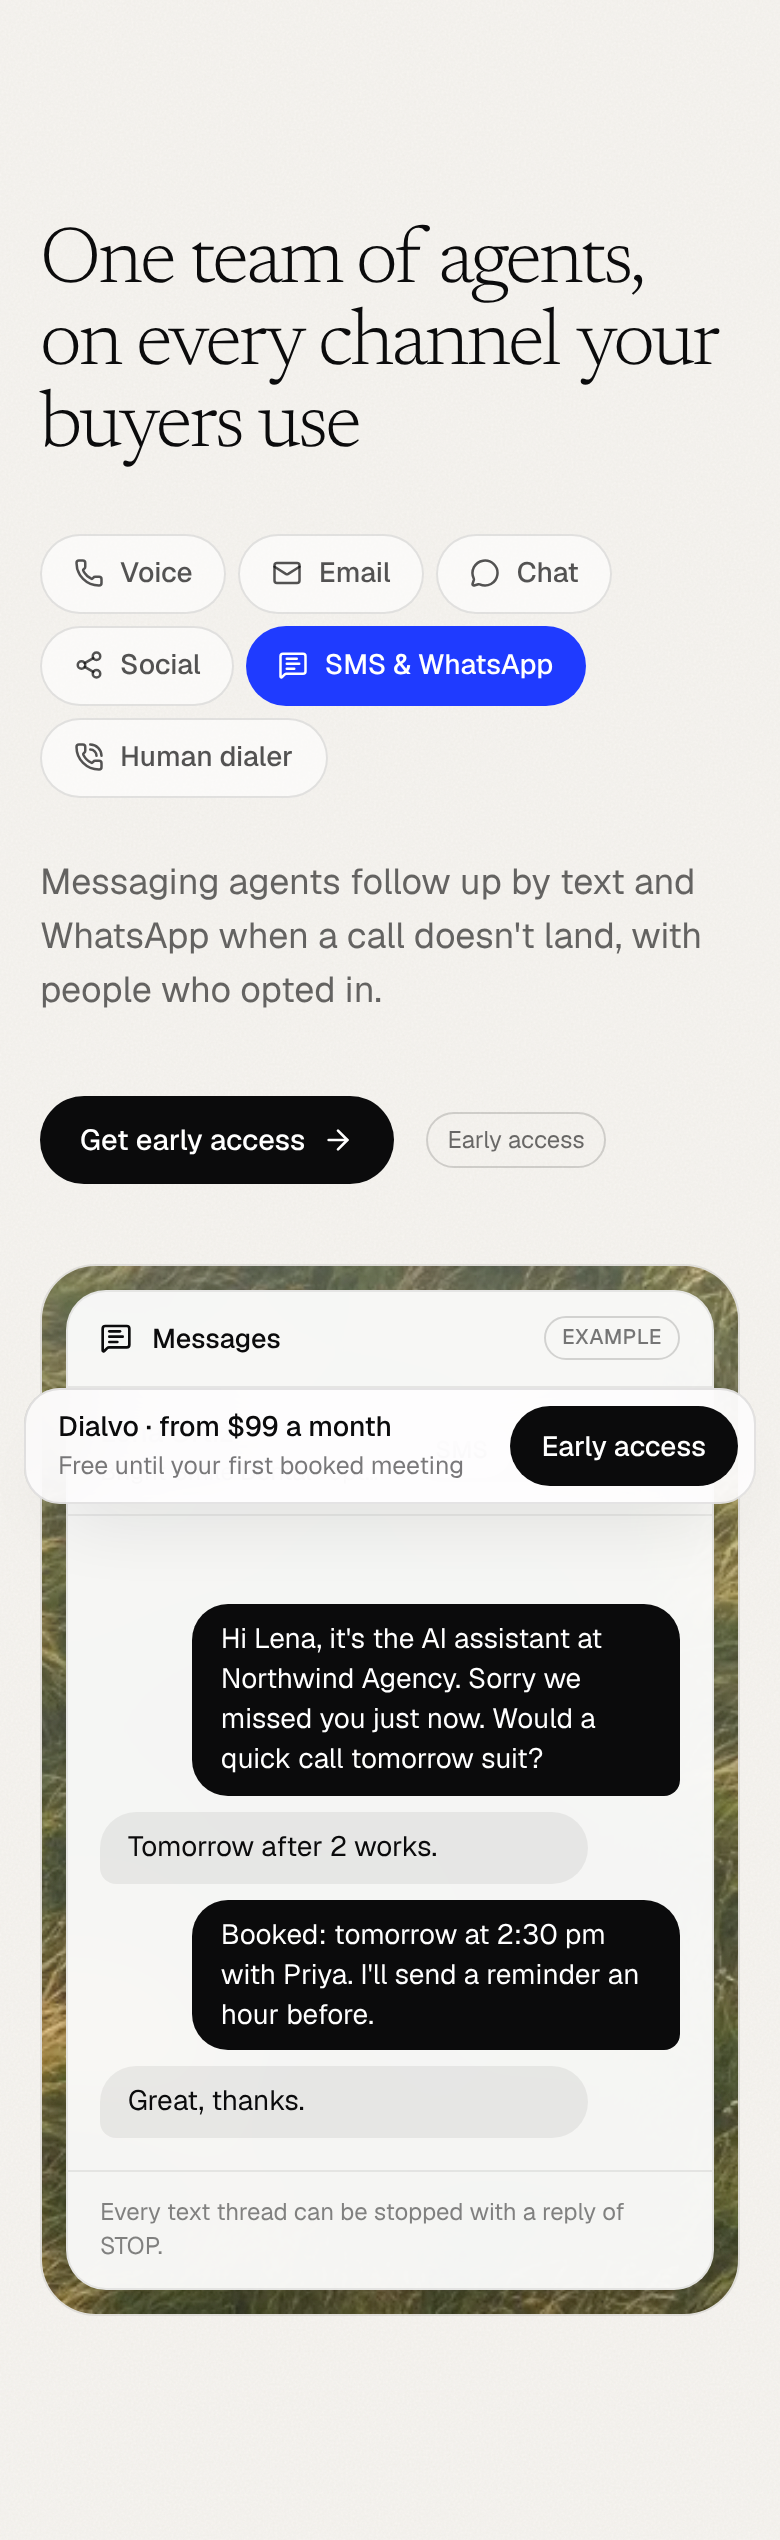 One team of agents,
on every channel your
buyers use
Voice
Email
Chat
Social
SMS & WhatsApp
Human dialer
Messaging agents follow up by text and
WhatsApp when a call doesn't land, with
people who opted in.
Get early access
Early access
Messages
EXAMPLE
Dialvo · from $99 a month
Free until your first booked meeting
Early access
Hi Lena, it's the AI assistant at
Northwind Agency. Sorry we
missed you just now. Would a
quick call tomorrow suit?
Tomorrow after 2 works.
Booked: tomorrow at 2:30 pm
with Priya. I'll send a reminder an
hour before.
Great, thanks.
Every text thread can be stopped with a reply of
STOP.